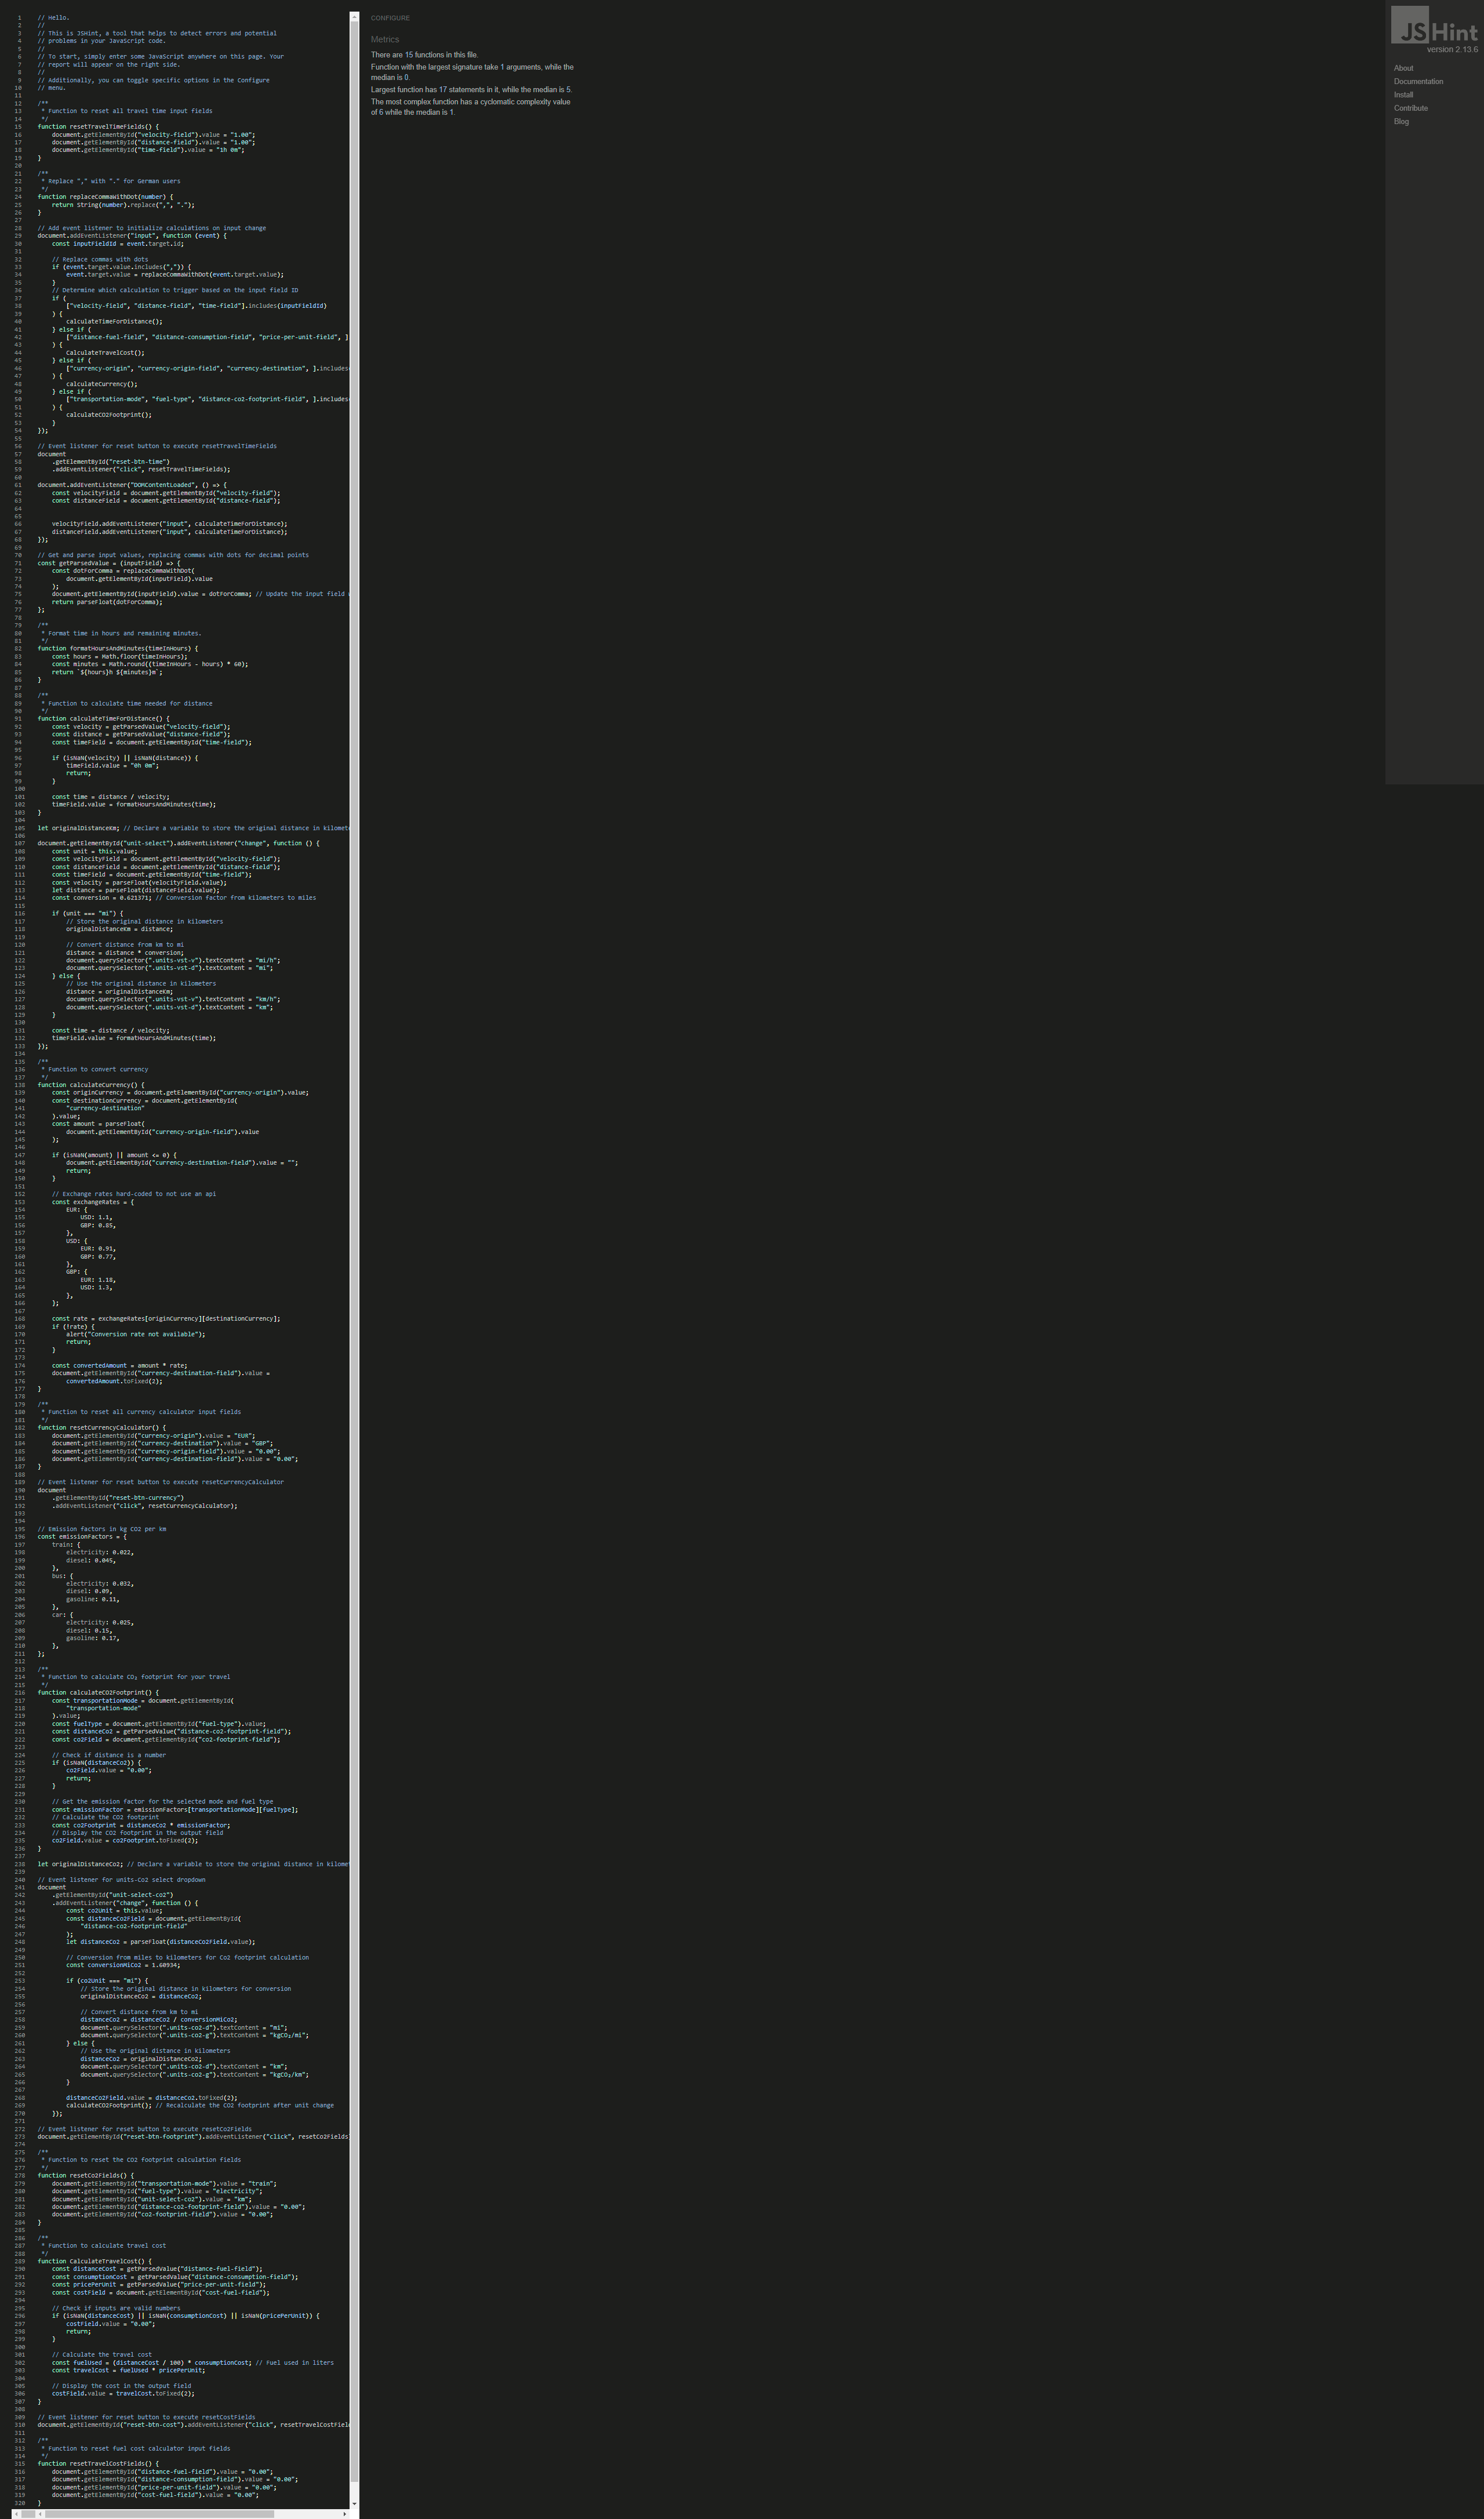 1 // Hello.
2 //
3 // This is JSHint, a tool that helps to detect errors and potential
4 // problems in your JavaScript code.
5 //
6 // To start, simply enter some JavaScript anywhere on this page. Your
7 // report will appear on the right side.
8 //
9 // Additionally, you can toggle specific options in the Configure
10 // menu.
11
12 /**
13  * Function to reset all travel time input fields
14  */
15 function resetTravelTimeFields() {
16     document.getElementById("velocity-field").value = "1.00";
17     document.getElementById("distance-field").value = "1.00";
18     document.getElementById("time-field").value = "1h 0m";
19 }
20
21 /**
22  * Replace "," with "." for German users
23  */
24 function replaceCommaWithDot(number) {
25     return String(number).replace(",", ".");
26 }
27
28 // Add event listener to initialize calculations on input change
29 document.addEventListener("input", function (event) {
30     const inputFieldId = event.target.id;
31
32     // Replace commas with dots
33     if (event.target.value.includes(",")) {
34         event.target.value = replaceCommaWithDot(event.target.value);
35     }
36     // Determine which calculation to trigger based on the input field ID
37     if (
38         ["velocity-field", "distance-field", "time-field"].includes(inputFieldId)
39     ) {
40         calculateTimeForDistance();
41     } else if (
42         ["distance-fuel-field", "distance-consumption-field", "price-per-unit-field", ]
43     ) {
44         CalculateTravelCost();
45     } else if (
46         ["currency-origin", "currency-origin-field", "currency-destination", ].includes
47     ) {
48         calculateCurrency();
49     } else if (
50         ["transportation-mode", "fuel-type", "distance-co2-footprint-field", ].includes
51     ) {
52         calculateCO2Footprint();
53     }
54 });
55
56 // Event listener for reset button to execute resetTravelTimeFields
57 document
58     .getElementById("reset-btn-time")
59     .addEventListener("click", resetTravelTimeFields);
60
61 document.addEventListener("DOMContentLoaded", () => {
62     const velocityField = document.getElementById("velocity-field");
63     const distanceField = document.getElementById("distance-field");
64
65
66     velocityField.addEventListener("input", calculateTimeForDistance);
67     distanceField.addEventListener("input", calculateTimeForDistance);
68 });
69
70 // Get and parse input values, replacing commas with dots for decimal points
71 const getParsedValue = (inputField) => {
72     const dotForComma = replaceCommaWithDot(
73         document.getElementById(inputField).value
74     );
75     document.getElementById(inputField).value = dotForComma; // Update the input field
76     return parseFloat(dotForComma);
77 };
78
79 /**
80  * Format time in hours and remaining minutes.
81  */
82 function formatHoursAndMinutes(timeInHours) {
83     const hours = Math.floor(timeInHours);
84     const minutes = Math.round((timeInHours - hours) * 60);
85     return `${hours}h ${minutes}m`;
86 }
87
88 /**
89  * Function to calculate time needed for distance
90  */
91 function calculateTimeForDistance() {
92     const velocity = getParsedValue("velocity-field");
93     const distance = getParsedValue("distance-field");
94     const timeField = document.getElementById("time-field");
95
96     if (isNaN(velocity) || isNaN(distance)) {
97         timeField.value = "0h 0m";
98         return;
99     }
100
101     const time = distance / velocity;
102     timeField.value = formatHoursAndMinutes(time);
103 }
104
105 let originalDistanceKm; // Declare a variable to store the original distance in kilomete
106
107 document.getElementById("unit-select").addEventListener("change", function () {
108     const unit = this.value;
109     const velocityField = document.getElementById("velocity-field");
110     const distanceField = document.getElementById("distance-field");
111     const timeField = document.getElementById("time-field");
112     const velocity = parseFloat(velocityField.value);
113     let distance = parseFloat(distanceField.value);
114     const conversion = 0.621371; // Conversion factor from kilometers to miles
115
116     if (unit === "mi") {
117         // Store the original distance in kilometers
118         originalDistanceKm = distance;
119
120         // Convert distance from km to mi
121         distance = distance * conversion;
122         document.querySelector(".units-vst-v").textContent = "mi/h";
123         document.querySelector(".units-vst-d").textContent = "mi";
124     } else {
125         // Use the original distance in kilometers
126         distance = originalDistanceKm;
127         document.querySelector(".units-vst-v").textContent = "km/h";
128         document.querySelector(".units-vst-d").textContent = "km";
129     }
130
131     const time = distance / velocity;
132     timeField.value = formatHoursAndMinutes(time);
133 });
134
135 /**
136  * Function to convert currency
137  */
138 function calculateCurrency() {
139     const originCurrency = document.getElementById("currency-origin").value;
140     const destinationCurrency = document.getElementById(
141         "currency-destination"
142     ).value;
143     const amount = parseFloat(
144         document.getElementById("currency-origin-field").value
145     );
146
147     if (isNaN(amount) || amount <= 0) {
148         document.getElementById("currency-destination-field").value = "";
149         return;
150     }
151
152     // Exchange rates hard-coded to not use an api
153     const exchangeRates = {
154         EUR: {
155             USD: 1.1,
156             GBP: 0.85,
157         },
158         USD: {
159             EUR: 0.91,
160             GBP: 0.77,
161         },
162         GBP: {
163             EUR: 1.18,
164             USD: 1.3,
165         },
166     };
167
168     const rate = exchangeRates[originCurrency][destinationCurrency];
169     if (!rate) {
170         alert("Conversion rate not available");
171         return;
172     }
173
174     const convertedAmount = amount * rate;
175     document.getElementById("currency-destination-field").value =
176         convertedAmount.toFixed(2);
177 }
178
179 /**
180  * Function to reset all currency calculator input fields
181  */
182 function resetCurrencyCalculator() {
183     document.getElementById("currency-origin").value = "EUR";
184     document.getElementById("currency-destination").value = "GBP";
185     document.getElementById("currency-origin-field").value = "0.00";
186     document.getElementById("currency-destination-field").value = "0.00";
187 }
188
189 // Event listener for reset button to execute resetCurrencyCalculator
190 document
191     .getElementById("reset-btn-currency")
192     .addEventListener("click", resetCurrencyCalculator);
193
194
195 // Emission factors in kg CO2 per km
196 const emissionFactors = {
197     train: {
198         electricity: 0.022,
199         diesel: 0.045,
200     },
201     bus: {
202         electricity: 0.032,
203         diesel: 0.09,
204         gasoline: 0.11,
205     },
206     car: {
207         electricity: 0.025,
208         diesel: 0.15,
209         gasoline: 0.17,
210     },
211 };
212
213 /**
214  * Function to calculate CO₂ footprint for your travel
215  */
216 function calculateCO2Footprint() {
217     const transportationMode = document.getElementById(
218         "transportation-mode"
219     ).value;
220     const fuelType = document.getElementById("fuel-type").value;
221     const distanceCo2 = getParsedValue("distance-co2-footprint-field");
222     const co2Field = document.getElementById("co2-footprint-field");
223
224     // Check if distance is a number
225     if (isNaN(distanceCo2)) {
226         co2Field.value = "0.00";
227         return;
228     }
229
230     // Get the emission factor for the selected mode and fuel type
231     const emissionFactor = emissionFactors[transportationMode][fuelType];
232     // Calculate the CO2 footprint
233     const co2Footprint = distanceCo2 * emissionFactor;
234     // Display the CO2 footprint in the output field
235     co2Field.value = co2Footprint.toFixed(2);
236 }
237
238 let originalDistanceCo2; // Declare a variable to store the original distance in kilomet
239
240 // Event listener for units-Co2 select dropdown
241 document
242     .getElementById("unit-select-co2")
243     .addEventListener("change", function () {
244         const co2Unit = this.value;
245         const distanceCo2Field = document.getElementById(
246             "distance-co2-footprint-field"
247         );
248         let distanceCo2 = parseFloat(distanceCo2Field.value);
249
250         // Conversion from miles to kilometers for Co2 footprint calculation
251         const conversionMiCo2 = 1.60934;
252
253         if (co2Unit === "mi") {
254             // Store the original distance in kilometers for conversion
255             originalDistanceCo2 = distanceCo2;
256
257             // Convert distance from km to mi
258             distanceCo2 = distanceCo2 / conversionMiCo2;
259             document.querySelector(".units-co2-d").textContent = "mi";
260             document.querySelector(".units-co2-g").textContent = "kgCO₂/mi";
261         } else {
262             // Use the original distance in kilometers
263             distanceCo2 = originalDistanceCo2;
264             document.querySelector(".units-co2-d").textContent = "km";
265             document.querySelector(".units-co2-g").textContent = "kgCO₂/km";
266         }
267
268         distanceCo2Field.value = distanceCo2.toFixed(2);
269         calculateCO2Footprint(); // Recalculate the CO2 footprint after unit change
270     });
271
272 // Event listener for reset button to execute resetCo2Fields
273 document.getElementById("reset-btn-footprint").addEventListener("click", resetCo2Fields
274
275 /**
276  * Function to reset the CO2 footprint calculation fields
277  */
278 function resetCo2Fields() {
279     document.getElementById("transportation-mode").value = "train";
280     document.getElementById("fuel-type").value = "electricity";
281     document.getElementById("unit-select-co2").value = "km";
282     document.getElementById("distance-co2-footprint-field").value = "0.00";
283     document.getElementById("co2-footprint-field").value = "0.00";
284 }
285
286 /**
287  * Function to calculate travel cost
288  */
289 function CalculateTravelCost() {
290     const distanceCost = getParsedValue("distance-fuel-field");
291     const consumptionCost = getParsedValue("distance-consumption-field");
292     const pricePerUnit = getParsedValue("price-per-unit-field");
293     const costField = document.getElementById("cost-fuel-field");
294
295     // Check if inputs are valid numbers
296     if (isNaN(distanceCost) || isNaN(consumptionCost) || isNaN(pricePerUnit)) {
297         costField.value = "0.00";
298         return;
299     }
300
301     // Calculate the travel cost
302     const fuelUsed = (distanceCost / 100) * consumptionCost; // Fuel used in liters
303     const travelCost = fuelUsed * pricePerUnit;
304
305     // Display the cost in the output field
306     costField.value = travelCost.toFixed(2);
307 }
308
309 // Event listener for reset button to execute resetCostFields
310 document.getElementById("reset-btn-cost").addEventListener("click", resetTravelCostFiel
311
312 /**
313  * Function to reset fuel cost calculator input fields
314  */
315 function resetTravelCostFields() {
316     document.getElementById("distance-fuel-field").value = "0.00";
317     document.getElementById("distance-consumption-field").value = "0.00";
318     document.getElementById("price-per-unit-field").value = "0.00";
319     document.getElementById("cost-fuel-field").value = "0.00";
320 }
CONFIGURE
Metrics
There are 15 functions in this file.
Function with the largest signature take 1 arguments, while the
median is 0.
Largest function has 17 statements in it, while the median is 5.
The most complex function has a cyclomatic complexity value
of 6 while the median is 1.
JSHint
version 2.13.6
About
Documentation
Install
Contribute
Blog